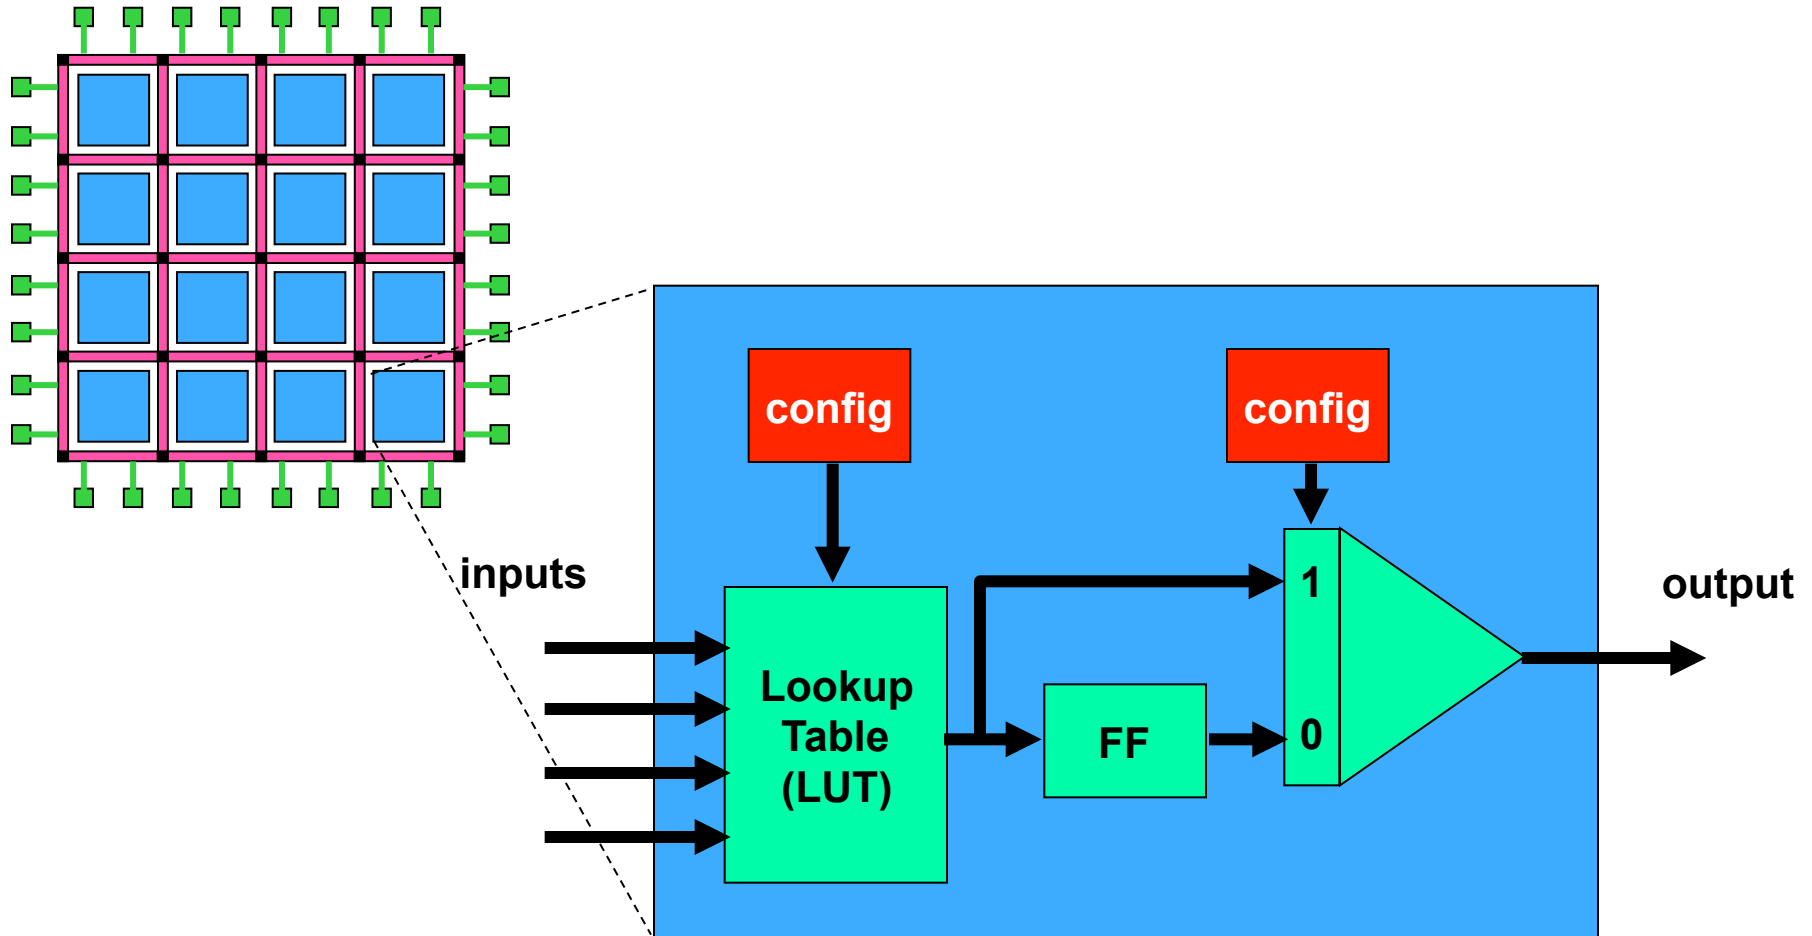 config
config
inputs
1
output
Lookup
Table
(LUT)
FF
0